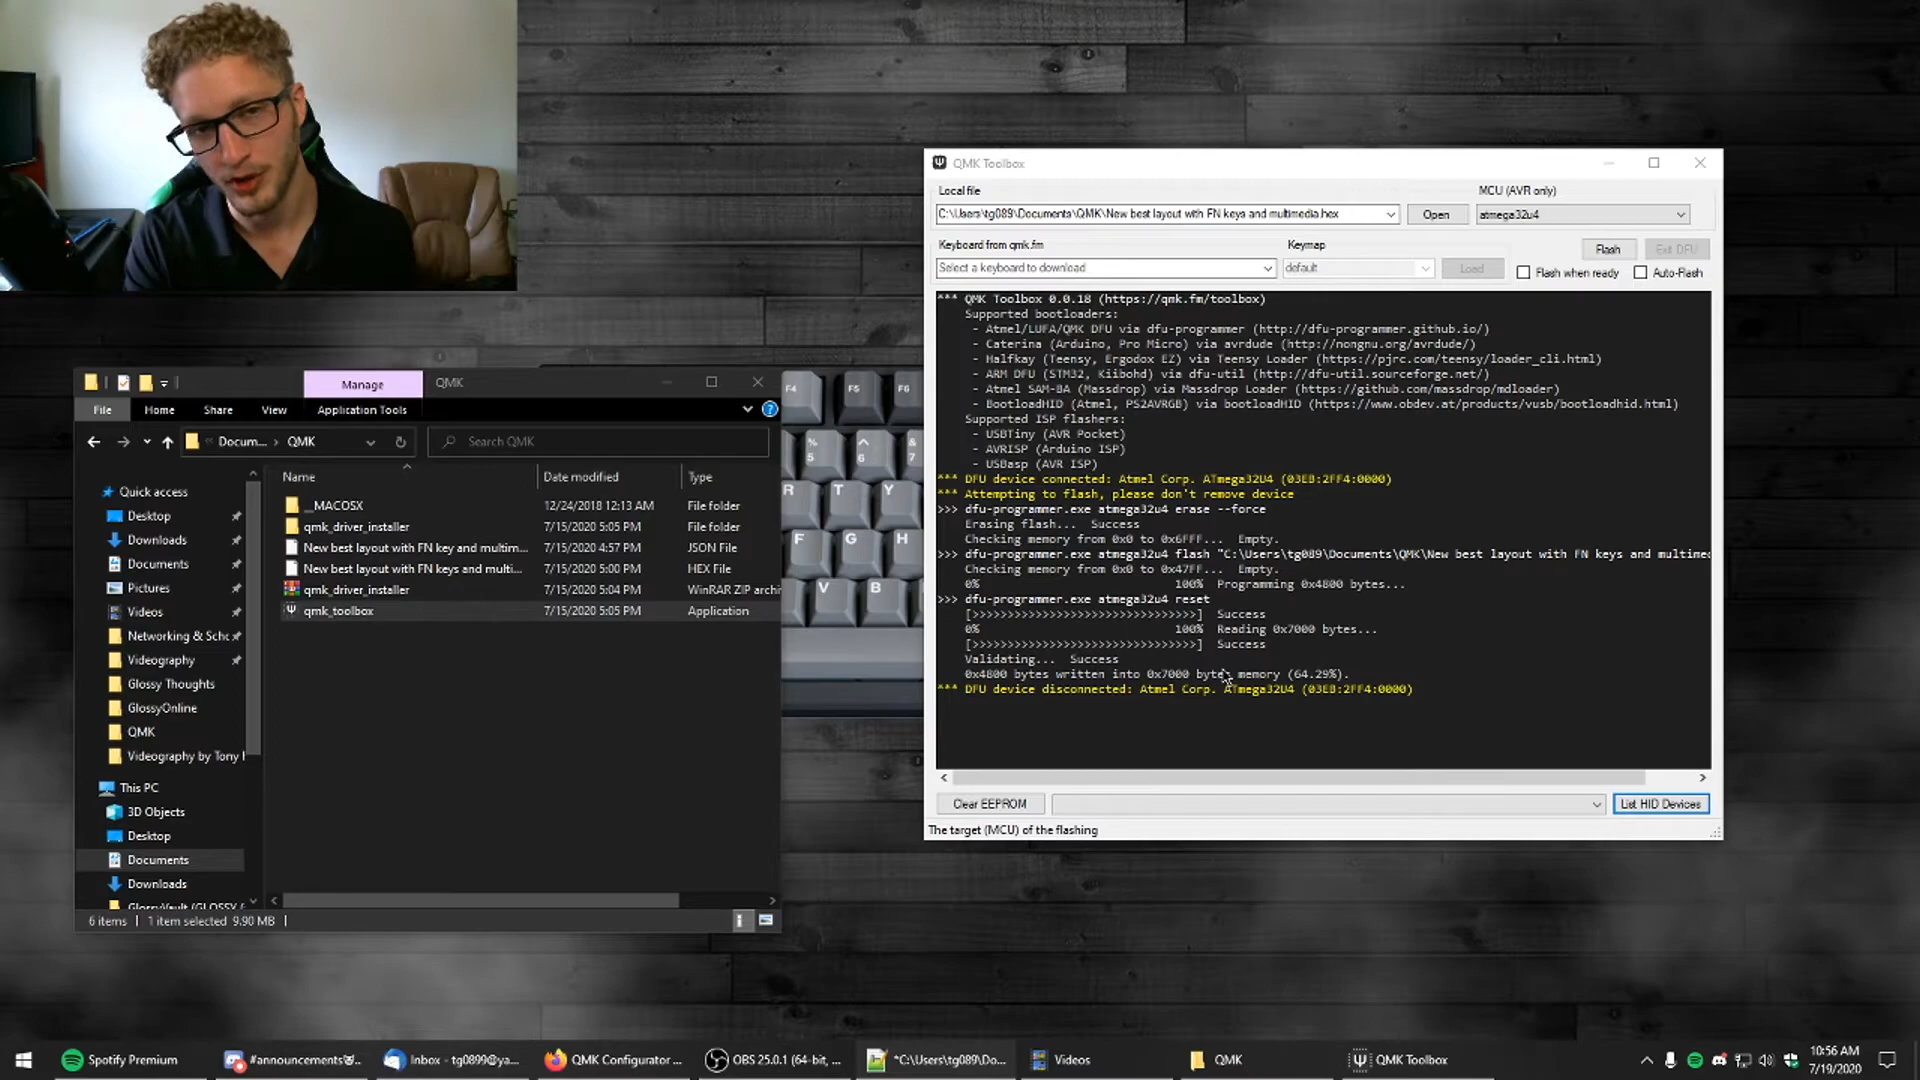 QMK Toolbox
Local file
MCU (AVR only)
C:\Users\tg089\Documents\QMK\New best layout with FN keys and multimedia.hex
Open
atmega32u4
Keyboard from qmk.fm
Keymap
Flash
Exit DFU
Select a keyboard to download
default
Load
Flash when ready
Auto-Flash
*** QMK Toolbox 0.0.18 (https://qmk.fm/toolbox)
Supported bootloaders:
- Atmel/LUFA/QMK DFU via dfu-programmer (http://dfu-programmer.github.io/)
- Caterina (Arduino, Pro Micro) via avrdude (http://nongnu.org/avrdude/)
- Halfkay (Teensy, Ergodox EZ) via Teensy Loader (https://pjrc.com/teensy/loader_cli.html)
- ARM DFU (STM32, Kiibohd) via dfu-util (http://dfu-util.sourceforge.net/)
- Atmel SAM-BA (Massdrop) via Massdrop Loader (https://github.com/massdrop/mdloader)
- BootloadHID (Atmel, PS2AVRGB) via bootloadHID (https://www.obdev.at/products/vusb/bootloadhid.html)
Supported ISP flashers:
- USBTiny (AVR Pocket)
- AVRISP (Arduino ISP)
- USBasp (AVR ISP)
*** DFU device connected: Atmel Corp. ATmega32U4 (03EB:2FF4:0000)
*** Attempting to flash, please don't remove device
>>> dfu-programmer.exe atmega32u4 erase --force
Erasing flash... Success
Checking memory from 0x0 to 0x6FFF... Empty.
>>> dfu-programmer.exe atmega32u4 flash "C:\Users\tg089\Documents\QMK\New best layout with FN keys and multime
Checking memory from 0x0 to 0x47FF... Empty.
0% 100% Programming 0x4800 bytes...
>>> dfu-programmer.exe atmega32u4 reset
[>>>>>>>>>>>>>>>>>>>>>>>>>>>>>>>] Success
0% 100% Reading 0x7000 bytes...
[>>>>>>>>>>>>>>>>>>>>>>>>>>>>>>>] Success
Validating... Success
0x4800 bytes written into 0x7000 bytes memory (64.29%).
*** DFU device disconnected: Atmel Corp. ATmega32U4 (03EB:2FF4:0000)
Clear EEPROM
List HID Devices
The target (MCU) of the flashing
Manage
QMK
File
Home
Share
View
Application Tools
Docum...
QMK
Search QMK
Name
Date modified
Type
Quick access
Desktop
Downloads
Documents
Pictures
Videos
Networking & Schc
Videography
Glossy Thoughts
GlossyOnline
QMK
Videography by Tony
This PC
3D Objects
Desktop
Documents
Downloads
__MACOSX 12/24/2018 12:13 AM File folder
qmk_driver_installer 7/15/2020 5:05 PM File folder
New best layout with FN key and multim... 7/15/2020 4:57 PM JSON File
New best layout with FN keys and multi... 7/15/2020 5:00 PM HEX File
qmk_driver_installer 7/15/2020 5:04 PM WinRAR ZIP archi
qmk_toolbox 7/15/2020 5:05 PM Application
6 items
1 item selected 9.90 MB
F4
F5
F6
%
5
^
6
&
7
R
T
Y
F
G
H
V
B
Spotify Premium
#announcements
Inbox - tg0899@ya...
QMK Configurator ...
OBS 25.0.1 (64-bit, ...
*C:\Users\tg089\Do...
Videos
QMK
QMK Toolbox
10:56 AM
7/19/2020